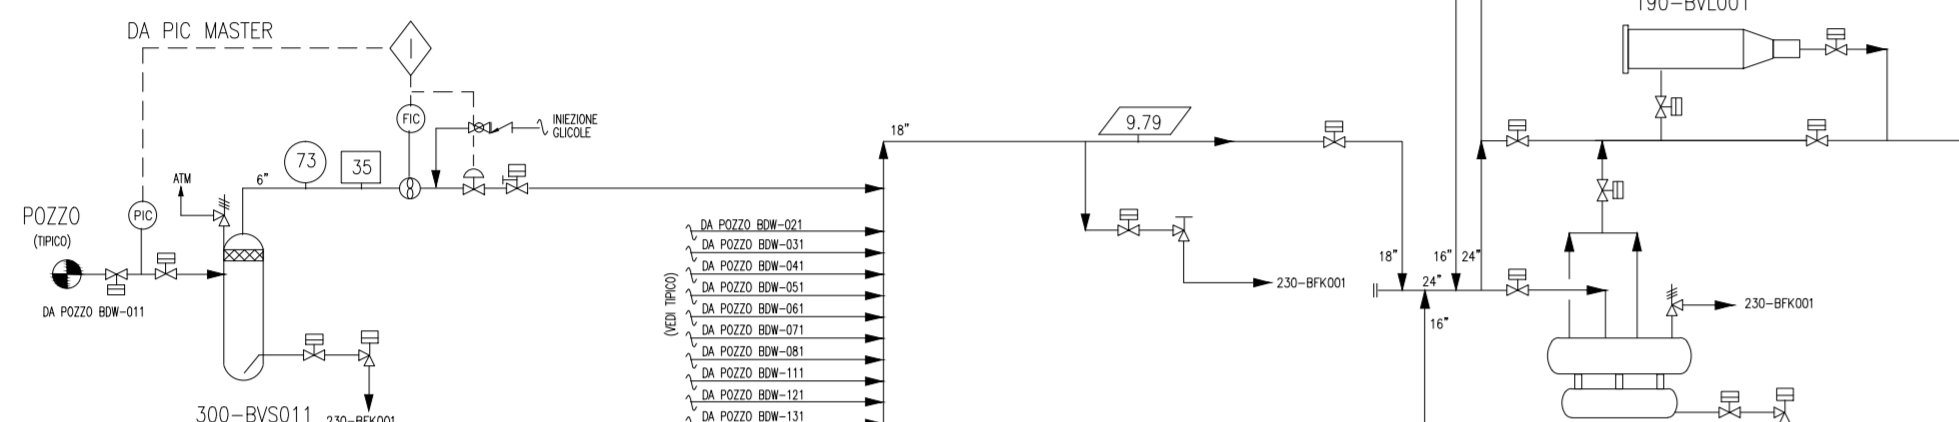 190-BVL001
DA PIC MASTER
FIC
INIEZIONE
GLICOLE
18"
9.79
73
35
6"
ATM
POZZO
(TIPICO)
PIC
DA POZZO BDW-011
300-BVS011
230-BFK001
(VEDI TIPICO)
DA POZZO BDW-021
DA POZZO BDW-031
DA POZZO BDW-041
DA POZZO BDW-051
DA POZZO BDW-061
DA POZZO BDW-071
DA POZZO BDW-081
DA POZZO BDW-111
DA POZZO BDW-121
DA POZZO BDW-131
230-BFK001
18"
16"
24"
24"
16"
230-BFK001